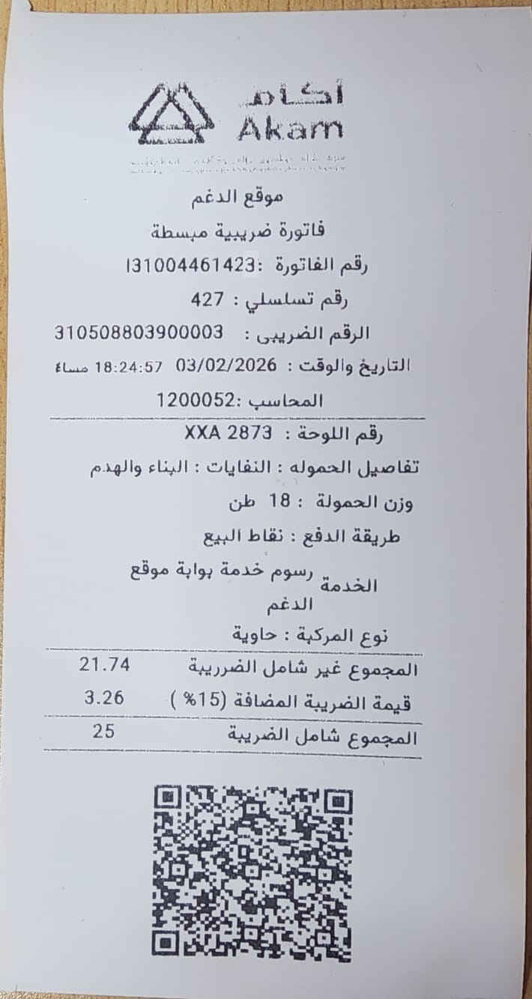 أكام
Akam
موقع الدغم
فاتورة ضريبية مبسطة
رقم الفاتورة :I31004461423
رقم تسلسلي : 427
الرقم الضريبى : 310508803900003
التاريخ والوقت : 03/02/2026 18:24:57 مساءً
المحاسب :1200052
رقم اللوحة : XXA 2873
تفاصيل الحموله : النفايات : البناء والهدم
وزن الحمولة : 18 طن
طريقة الدفع : نقاط البيع
الخدمة رسوم خدمة بوابة موقع
الدغم
نوع المركبة : حاوية
المجموع غير شامل الضرريبة 21.74
قيمة الضريبة المضافة (15% ) 3.26
المجموع شامل الضريبة 25